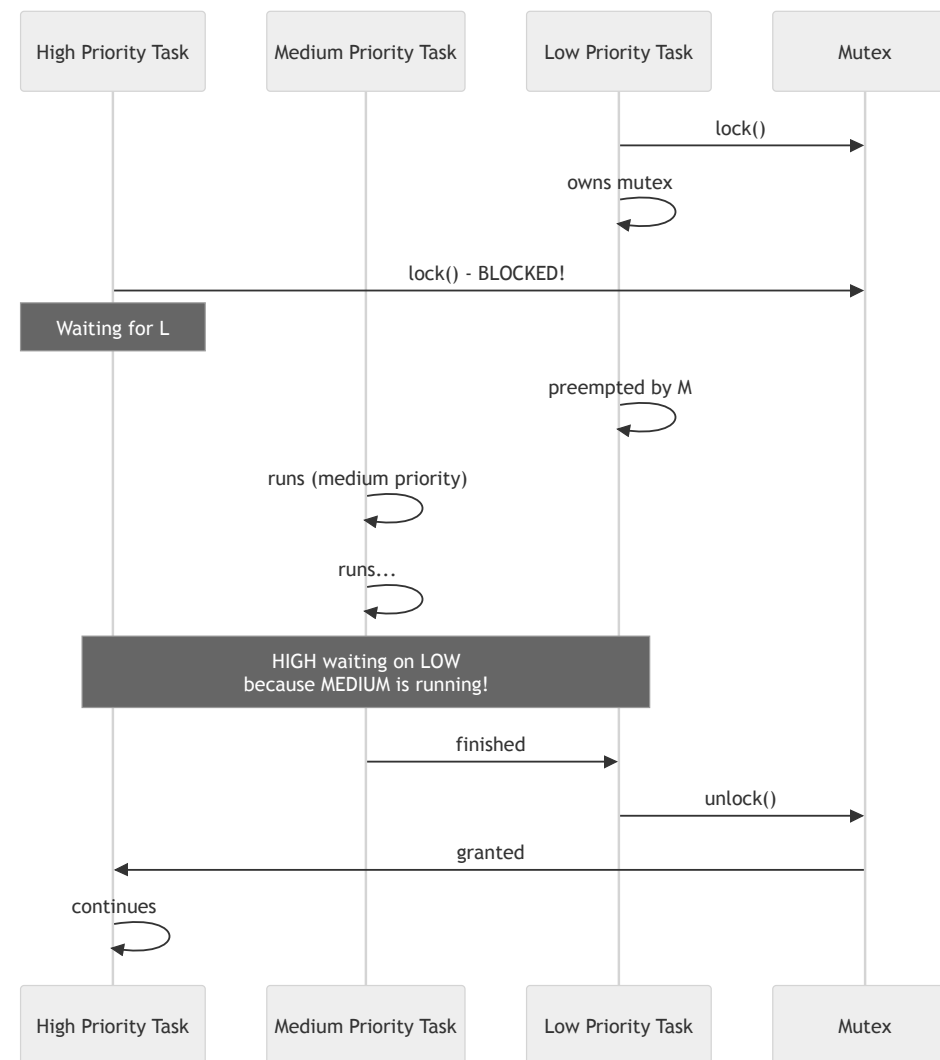 High Priority Task
Medium Priority Task
Low Priority Task
Mutex
lock()
owns mutex
lock() - BLOCKED!
Waiting for L
preempted by M
runs (medium priority)
runs...
HIGH waiting on LOW
because MEDIUM is running!
finished
unlock()
granted
continues
High Priority Task
Medium Priority Task
Low Priority Task
Mutex